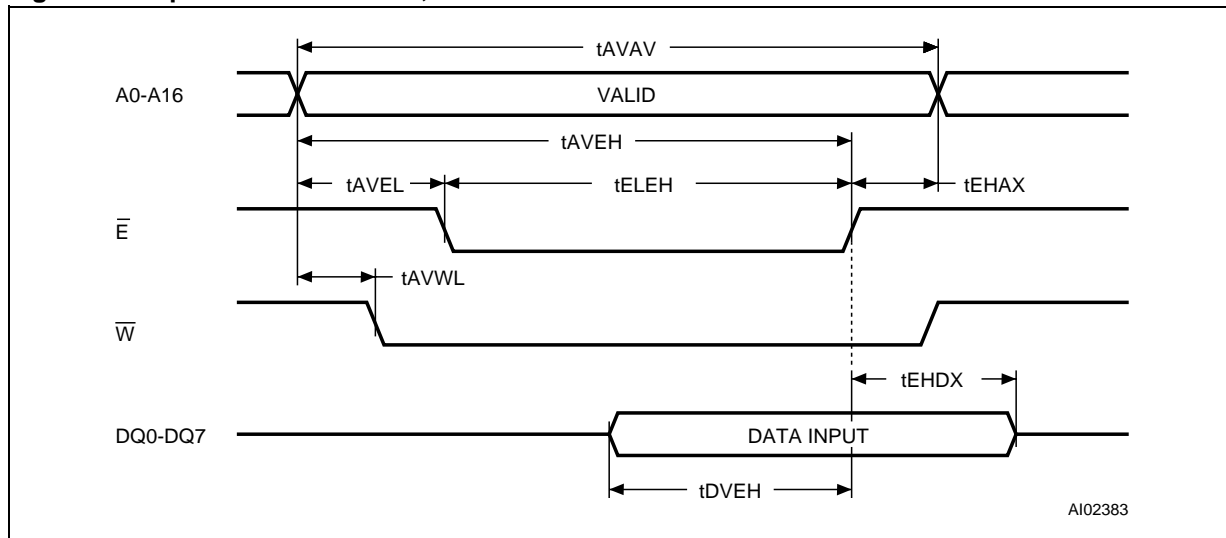 tAVAV
A0-A16
VALID
tAVEH
tAVEL
tELEH
tEHAX
E̅
tAVWL
W̅
tEHDX
DQ0-DQ7
DATA INPUT
tDVEH
AI02383